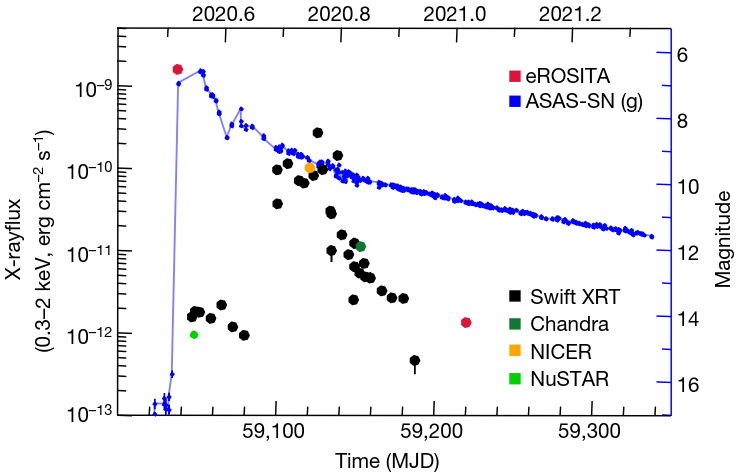 2020.6 2020.8 2021.0 2021.2
10⁻⁹
10⁻¹⁰
10⁻¹¹
10⁻¹²
10⁻¹³
X-rayflux
(0.3–2 keV, erg cm⁻² s⁻¹)
eROSITA
ASAS-SN (g)
Swift XRT
Chandra
NICER
NuSTAR
6
8
10
12
14
16
Magnitude
59,100 59,200 59,300
Time (MJD)